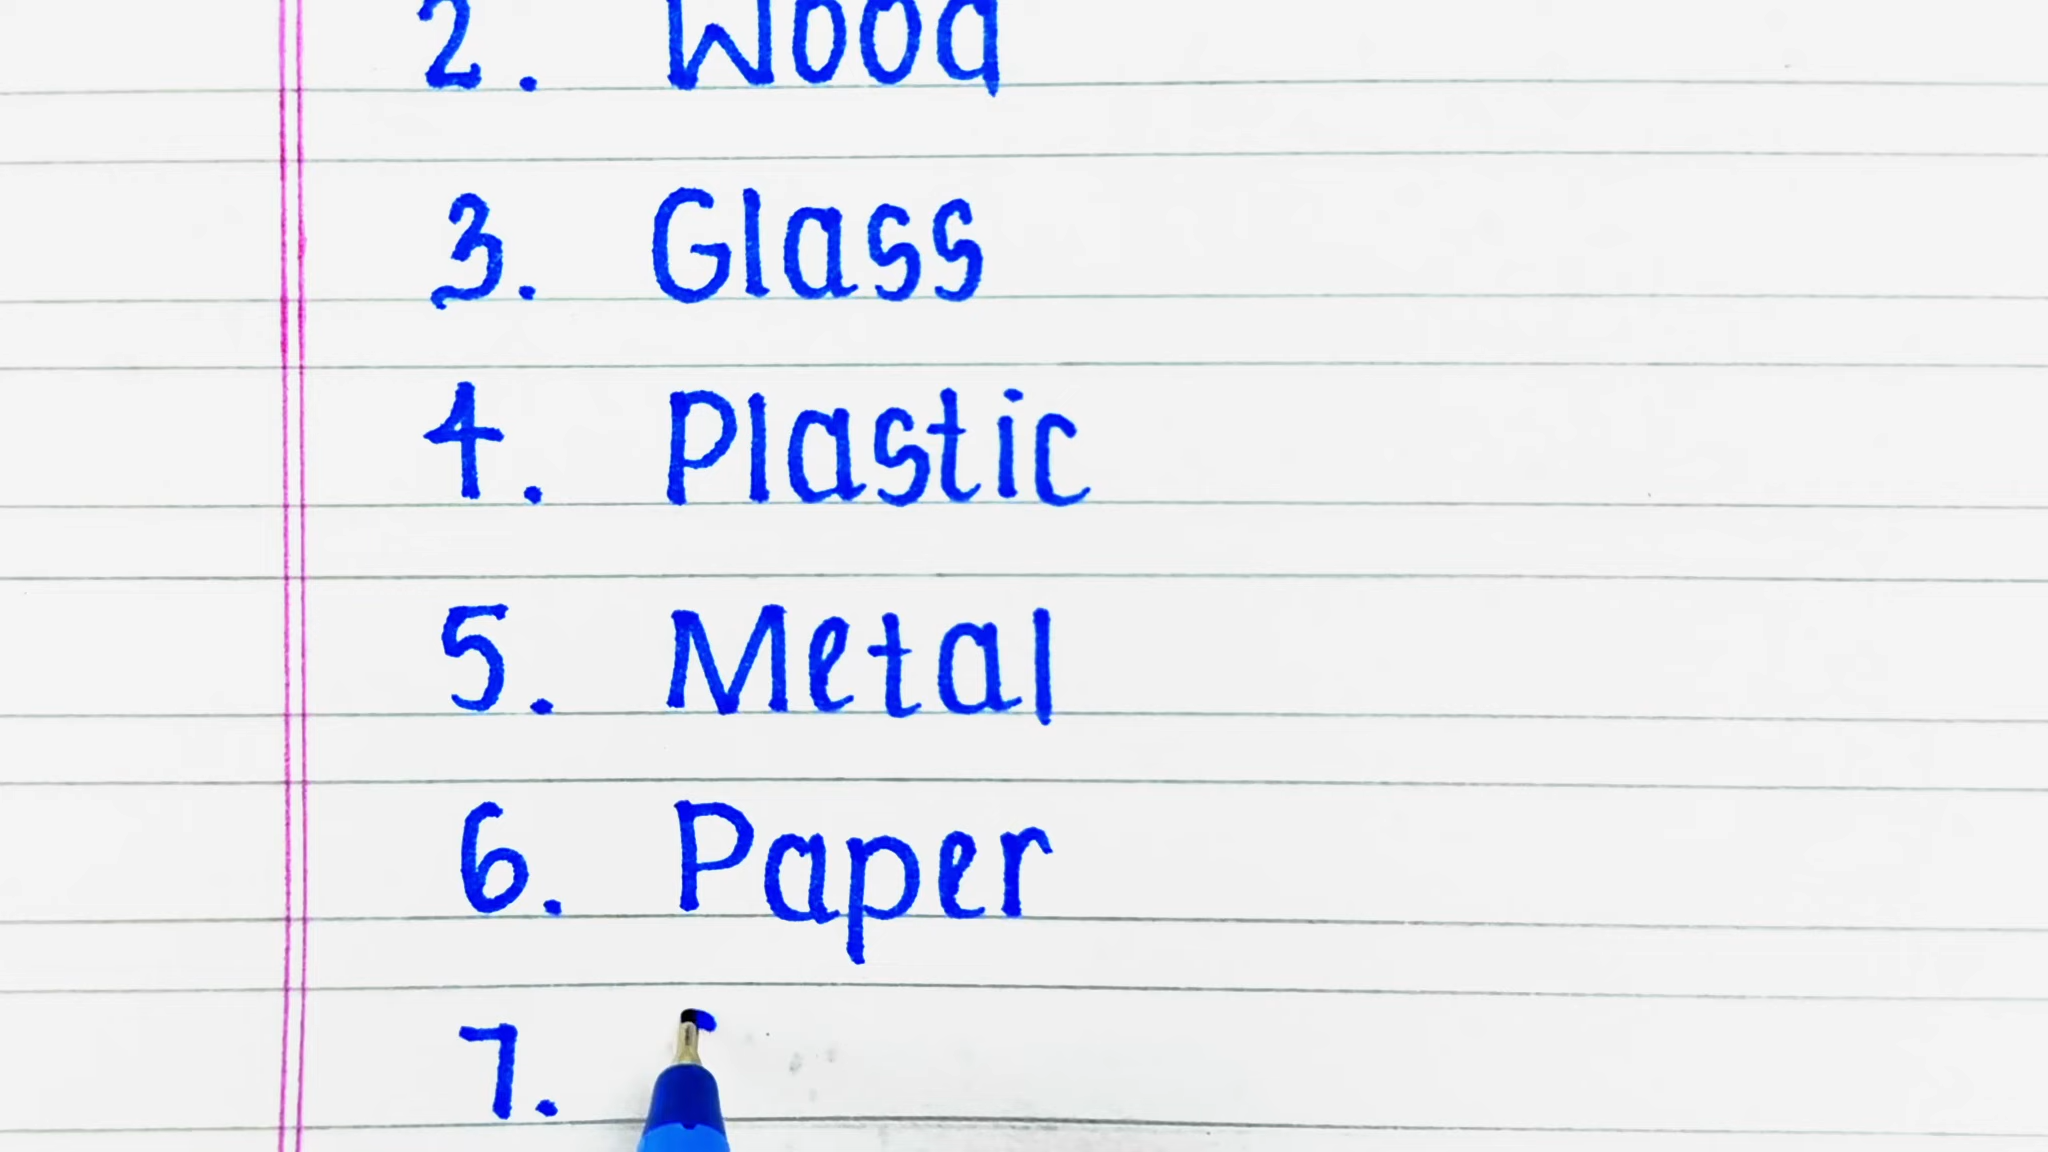 2. Wood
3. Glass
4. Plastic
5. Metal
6. Paper
7.